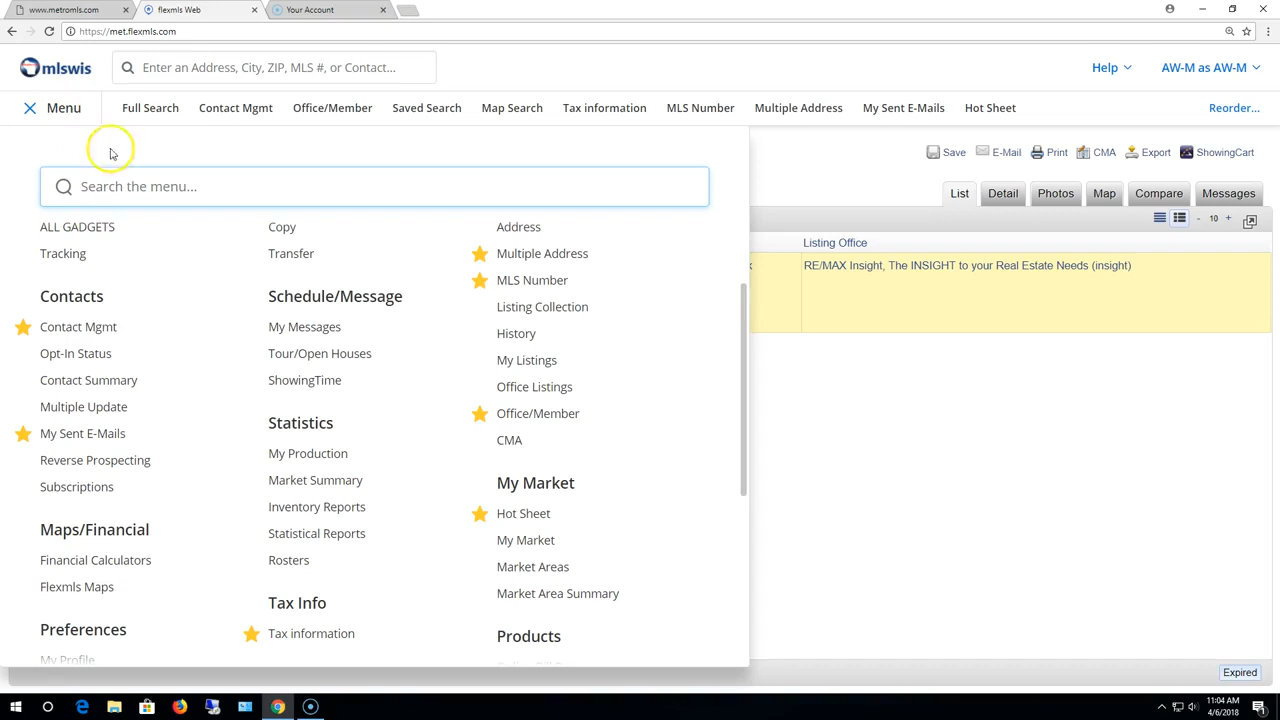 www.metromls.com
flexmls Web
Your Account
https://met.flexmls.com
mlswis
Enter an Address, City, ZIP, MLS #, or Contact...
Help
AW-M as AW-M
Menu
Full Search
Contact Mgmt
Office/Member
Saved Search
Map Search
Tax information
MLS Number
Multiple Address
My Sent E-Mails
Hot Sheet
Reorder...
Save
E-Mail
Print
CMA
Export
ShowingCart
Search the menu...
List
Detail
Photos
Map
Compare
Messages
- 10 +
ALL GADGETS
Tracking
Contacts
Contact Mgmt
Opt-In Status
Contact Summary
Multiple Update
My Sent E-Mails
Reverse Prospecting
Subscriptions
Maps/Financial
Financial Calculators
Flexmls Maps
Preferences
My Profile
Copy
Transfer
Schedule/Message
My Messages
Tour/Open Houses
ShowingTime
Statistics
My Production
Market Summary
Inventory Reports
Statistical Reports
Rosters
Tax Info
Tax information
Address
Multiple Address
MLS Number
Listing Collection
History
My Listings
Office Listings
Office/Member
CMA
My Market
Hot Sheet
My Market
Market Areas
Market Area Summary
Products
Listing Office
RE/MAX Insight, The INSIGHT to your Real Estate Needs (insight)
Expired
11:04 AM
4/6/2018